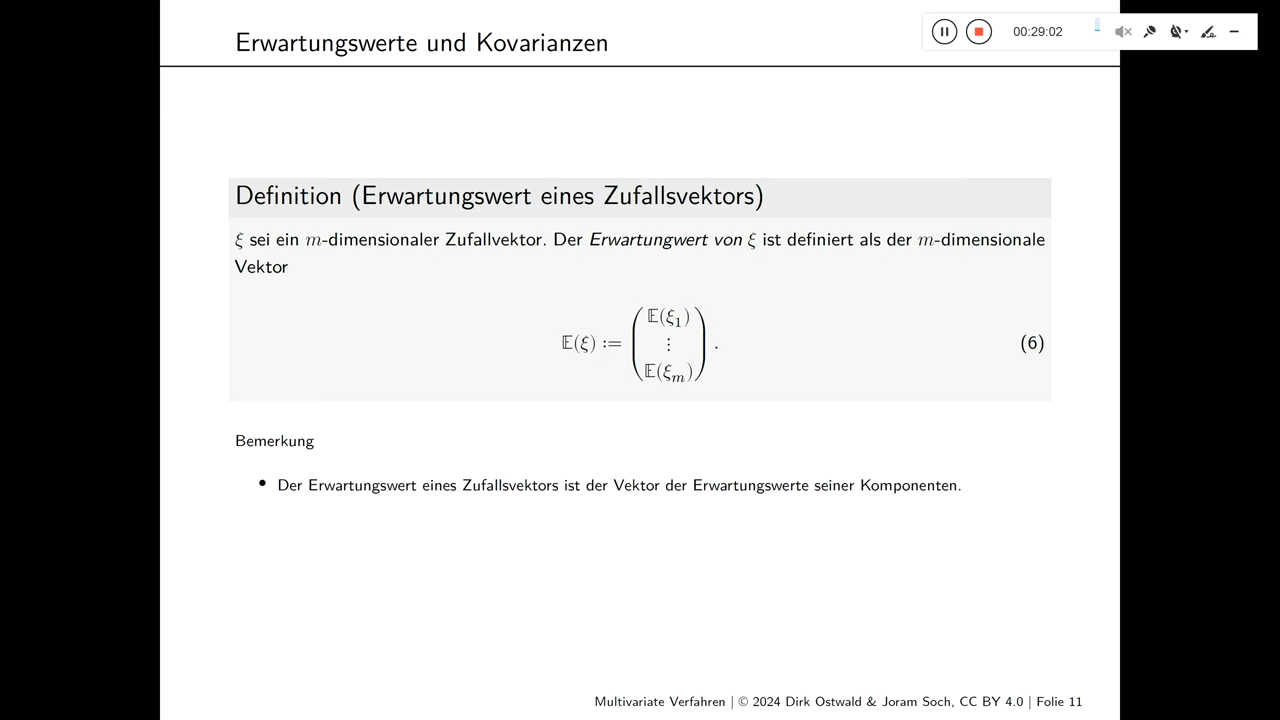 Erwartungswerte und Kovarianzen
00:29:02
Definition (Erwartungswert eines Zufallsvektors)
ξ sei ein m-dimensionaler Zufallvektor. Der Erwartungwert von ξ ist definiert als der m-dimensionale
Vektor
𝔼(ξ₁)
𝔼(ξ) := ⋮ . (6)
𝔼(ξₘ)
Bemerkung
• Der Erwartungswert eines Zufallsvektors ist der Vektor der Erwartungswerte seiner Komponenten.
Multivariate Verfahren | © 2024 Dirk Ostwald & Joram Soch, CC BY 4.0 | Folie 11